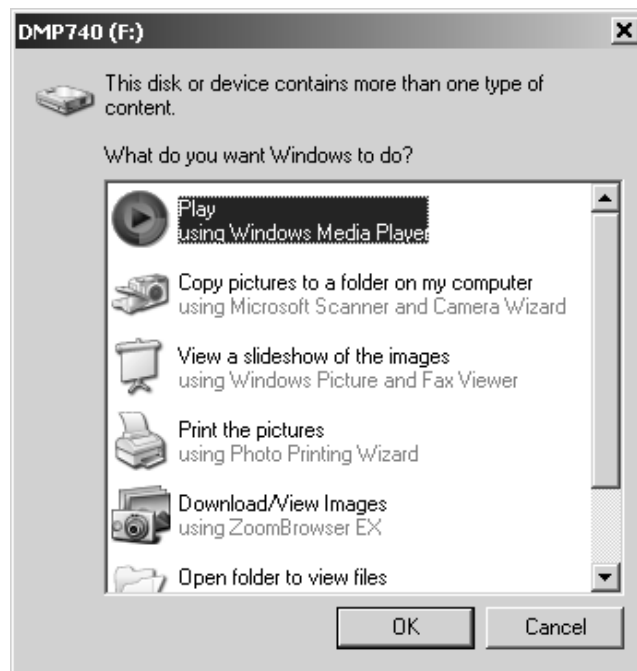 DMP740 (F:)
This disk or device contains more than one type of
content.
What do you want Windows to do?
Play
using Windows Media Player
Copy pictures to a folder on my computer
using Microsoft Scanner and Camera Wizard
View a slideshow of the images
using Windows Picture and Fax Viewer
Print the pictures
using Photo Printing Wizard
Download/View Images
using ZoomBrowser EX
Open folder to view files
OK
Cancel